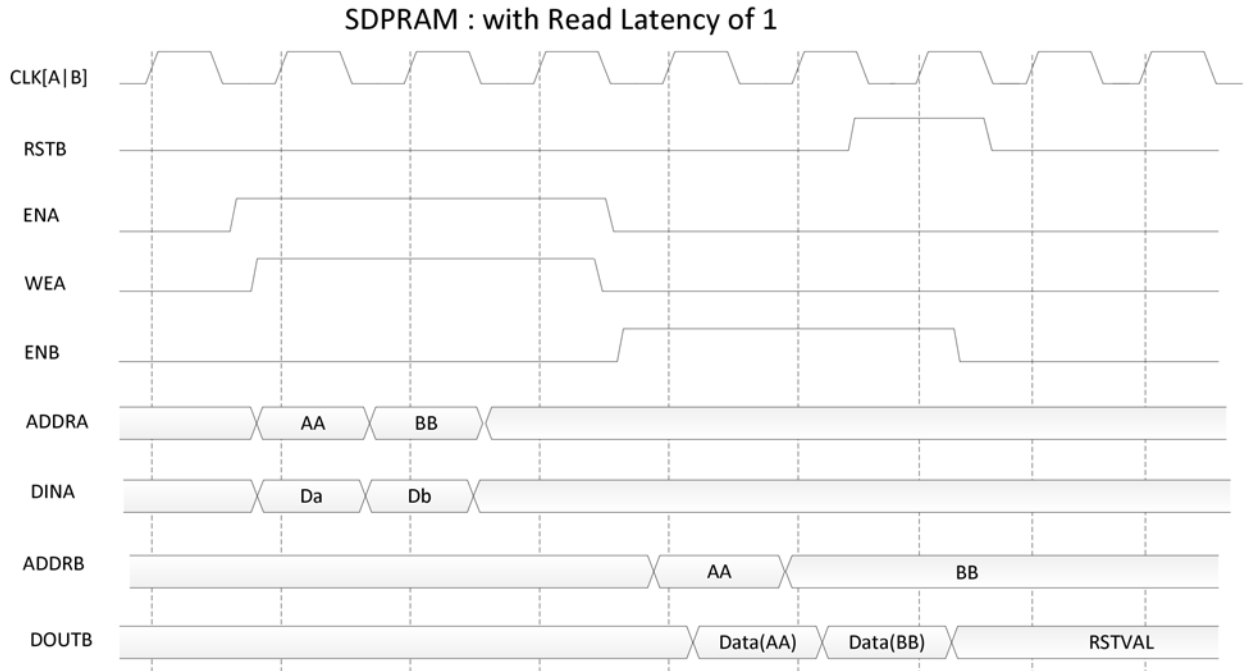 SDPRAM : with Read Latency of 1
CLK[A|B]
RSTB
ENA
WEA
ENB
ADDRA AA BB
DINA Da Db
ADDRB AA BB
DOUTB Data(AA) Data(BB) RSTVAL